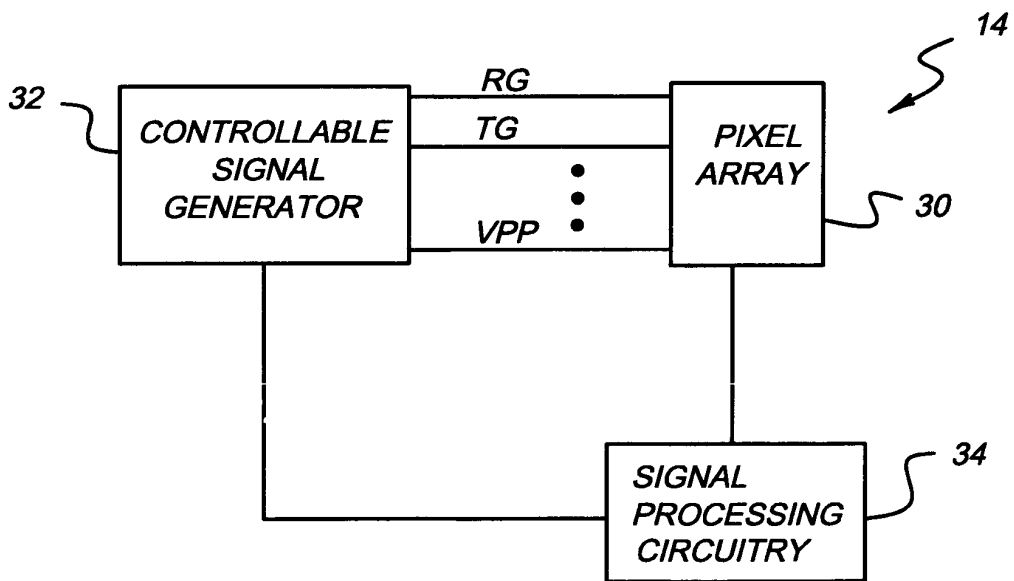 14
32
RG
CONTROLLABLE
SIGNAL
GENERATOR
TG
VPP
PIXEL
ARRAY
30
34
SIGNAL
PROCESSING
CIRCUITRY